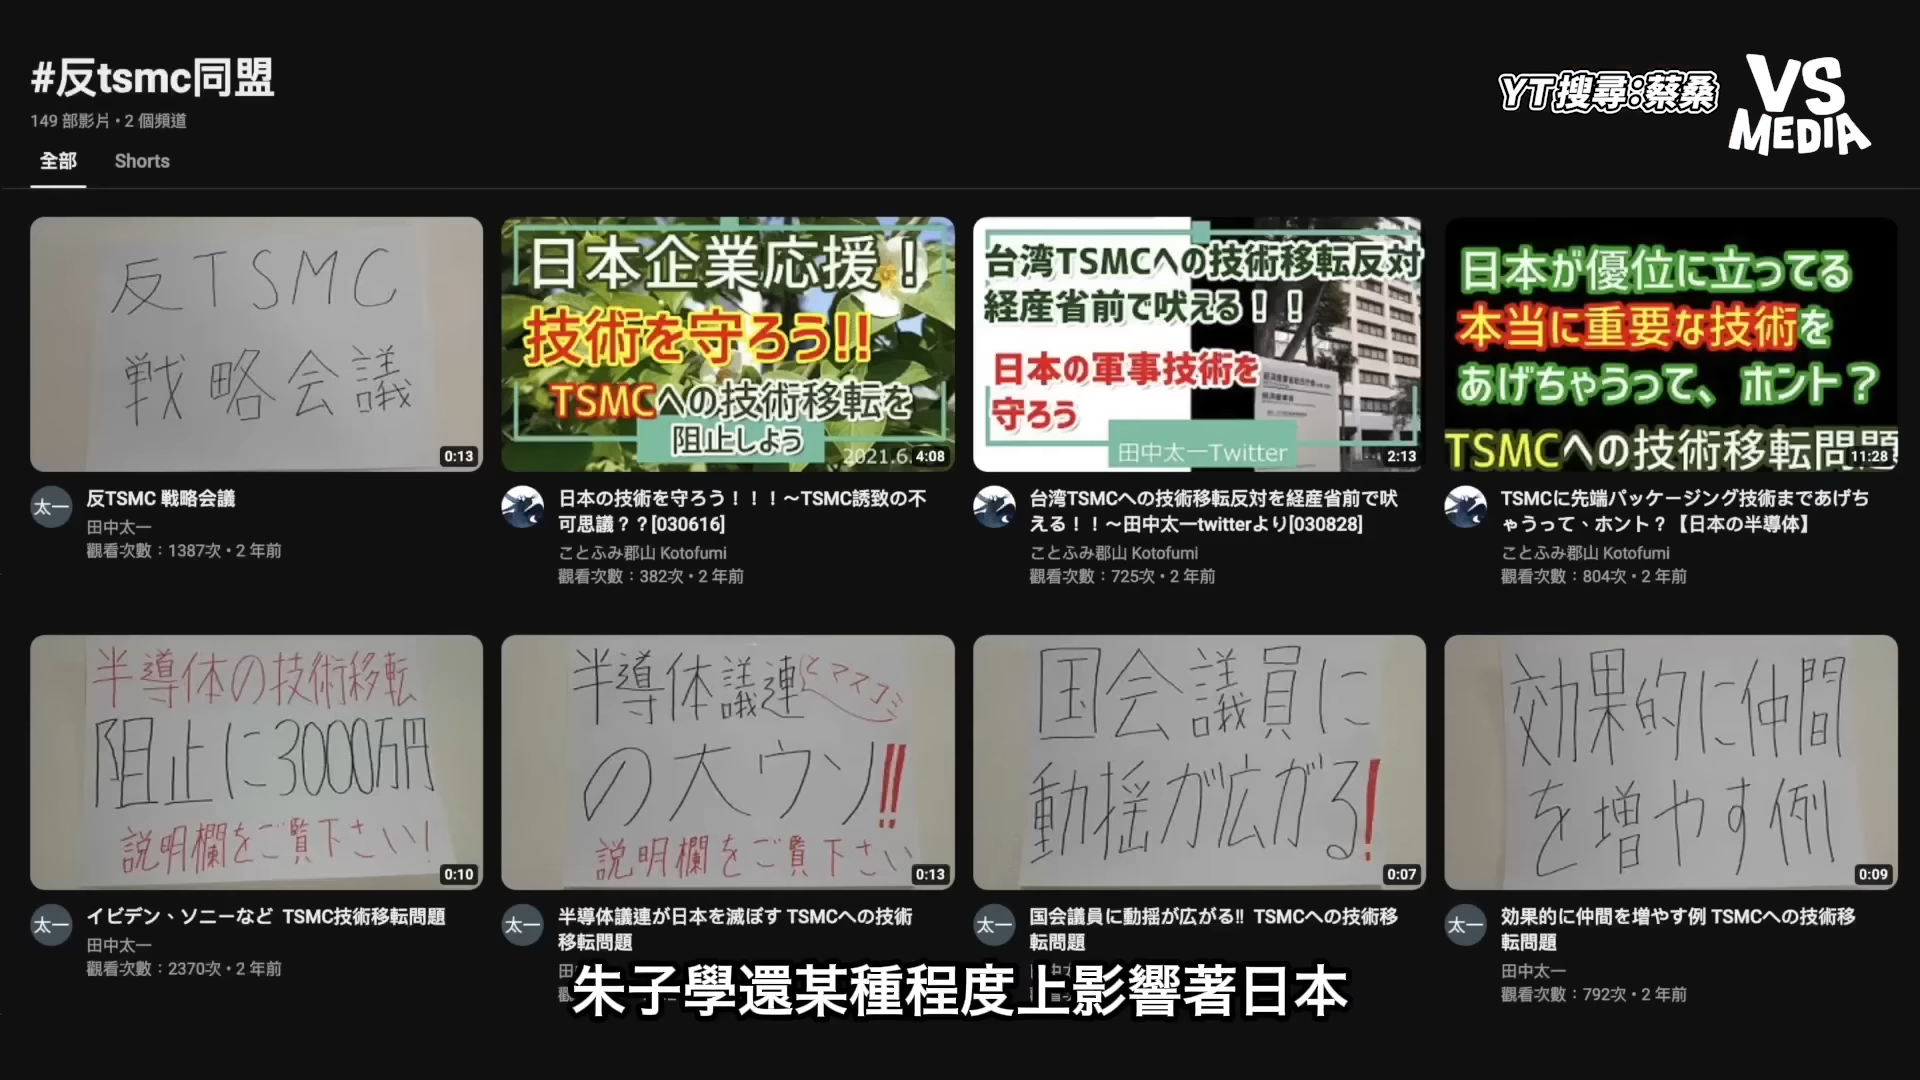 #反tsmc同盟
149 部影片 • 2 個頻道
全部
Shorts
YT搜尋:蔡桑
VS
MEDIA
反TSMC
戦略会議
0:13
太一
反TSMC 戦略会議
田中太一
觀看次數：1387次 • 2 年前
日本企業応援！
技術を守ろう!!
TSMCへの技術移転を
阻止しよう
2021.6.
4:08
日本の技術を守ろう！！！～TSMC誘致の不
可思議？？[030616]
ことふみ郡山 Kotofumi
觀看次數：382次 • 2 年前
台湾TSMCへの技術移転反対
経産省前で吠える！！
日本の軍事技術を
守ろう
田中太一Twitter
2:13
台湾TSMCへの技術移転反対を経産省前で吠
える！！～田中太一twitterより[030828]
ことふみ郡山 Kotofumi
觀看次數：725次 • 2 年前
日本が優位に立ってる
本当に重要な技術を
あげちゃうって、ホント？
TSMCへの技術移転問題
11:28
TSMCに先端パッケージング技術まであげち
ゃうって、ホント？【日本の半導体】
ことふみ郡山 Kotofumi
觀看次數：804次 • 2 年前
半導体の技術移転
阻止に3000万円
説明欄をご覧下さい！
0:10
太一
イビデン、ソニーなど TSMC技術移転問題
田中太一
觀看次數：2370次 • 2 年前
半導体議連とマスコミ
の大ウソ!!
説明欄をご覧下さい
0:13
太一
半導体議連が日本を滅ぼす TSMCへの技術
移転問題
国会議員に
動揺が広がる!
0:07
太一
国会議員に動揺が広がる!! TSMCへの技術移
転問題
効果的に仲間
を増やす例
0:09
太一
効果的に仲間を増やす例 TSMCへの技術移
転問題
田中太一
觀看次數：792次 • 2 年前
朱子學還某種程度上影響著日本